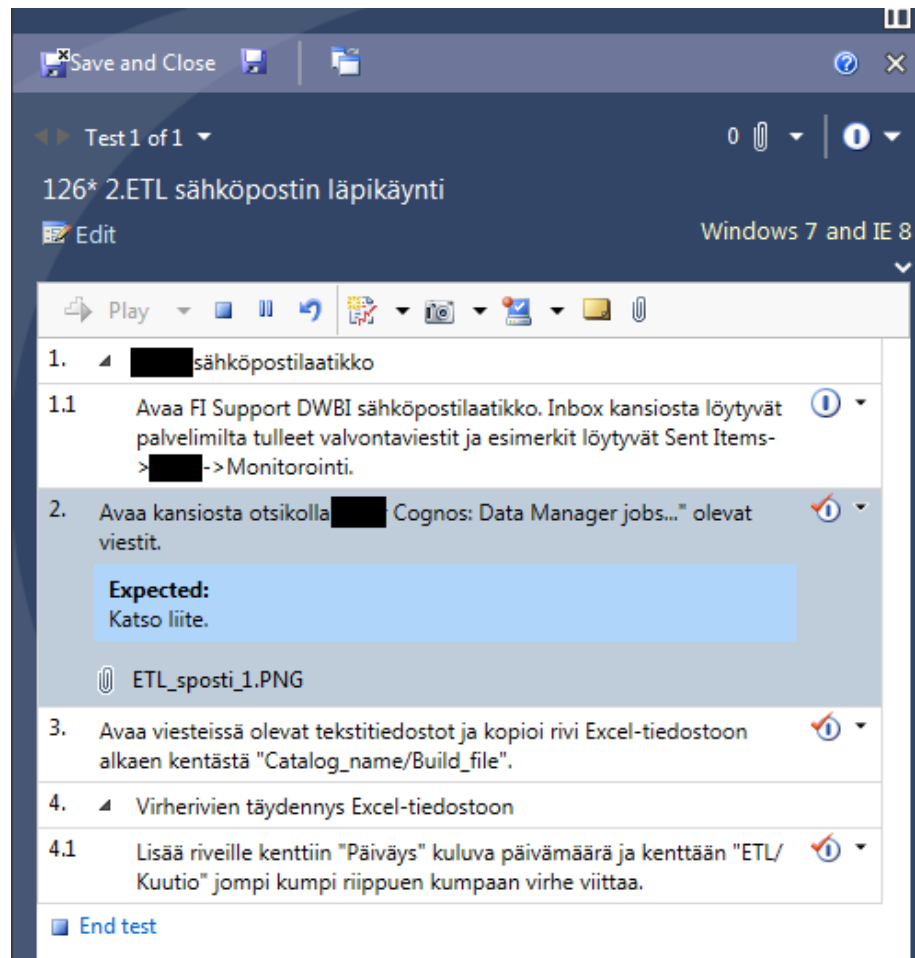 Save and Close
Test 1 of 1
0
126* 2.ETL sähköpostin läpikäynti
Edit
Windows 7 and IE 8
Play
1. sähköpostilaatikko
1.1 Avaa FI Support DWBI sähköpostilaatikko. Inbox kansiosta löytyvät
palvelimilta tulleet valvontaviestit ja esimerkit löytyvät Sent Items-
> ->Monitorointi.
2. Avaa kansiosta otsikolla Cognos: Data Manager jobs..." olevat
viestit.
Expected:
Katso liite.
ETL_sposti_1.PNG
3. Avaa viesteissä olevat tekstitiedostot ja kopioi rivi Excel-tiedostoon
alkaen kentästä "Catalog_name/Build_file".
4. Virherivien täydennys Excel-tiedostoon
4.1 Lisää riveille kenttiin "Päiväys" kuluva päivämäärä ja kenttään "ETL/
Kuutio" jompi kumpi riippuen kumpaan virhe viittaa.
End test